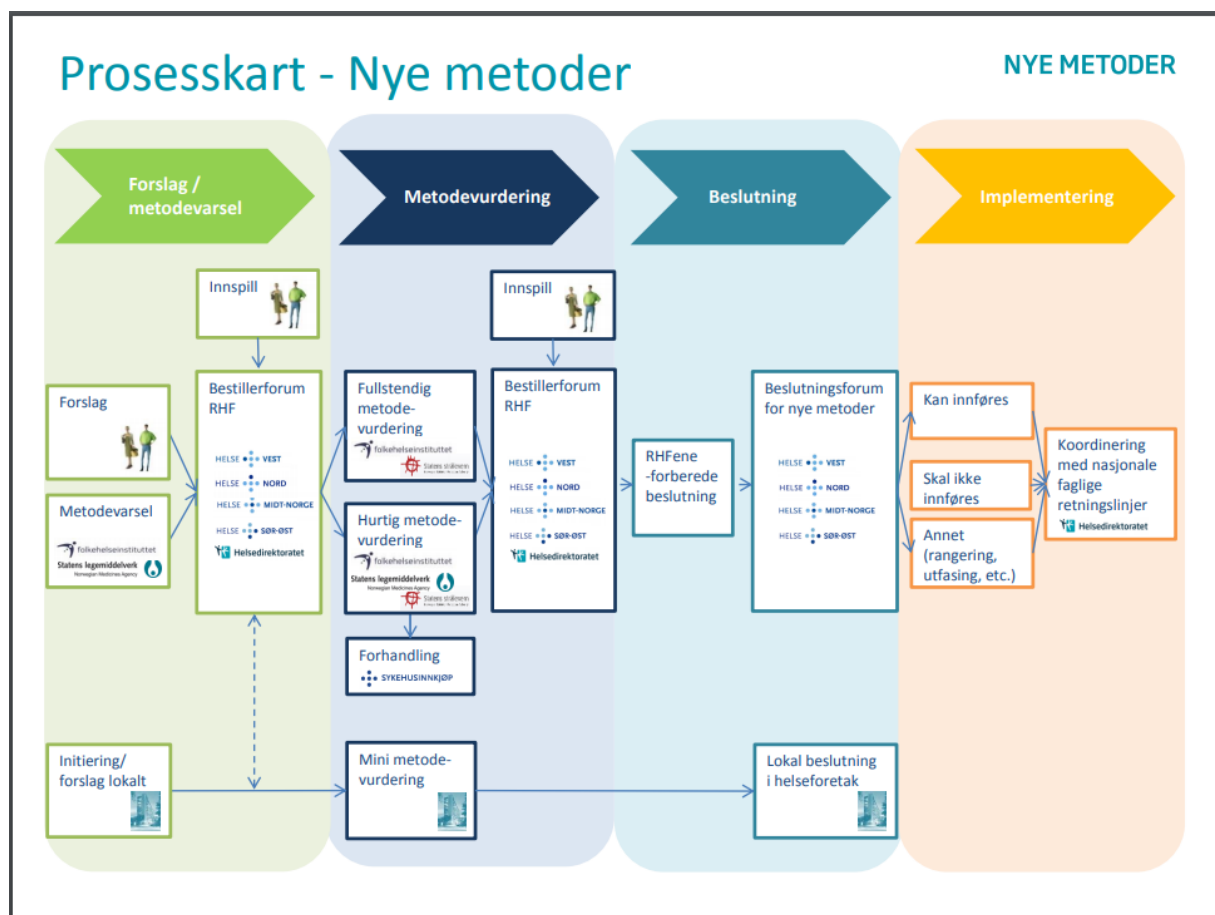 Prosesskart - Nye metoder
NYE METODER
Forslag /
metodevarsel
Metodevurdering
Beslutning
Implementering
Innspill
Innspill
Forslag
Metodevarsel
folkehelseinstituttet
Statens legemiddelverk
Norwegian Medicines Agency
Bestillerforum
RHF
HELSE VEST
HELSE NORD
HELSE MIDT-NORGE
HELSE SØR-ØST
Helsedirektoratet
Fullstendig
metode-
vurdering
folkehelseinstituttet
Statens strålevern
Hurtig metode-
vurdering
folkehelseinstituttet
Statens legemiddelverk
Norwegian Medicines Agency
Statens strålevern
Forhandling
SYKEHUSINNKJØP
Bestillerforum
RHF
HELSE VEST
HELSE NORD
HELSE MIDT-NORGE
HELSE SØR-ØST
Helsedirektoratet
RHFene
-forberede
beslutning
Beslutningsforum
for nye metoder
HELSE VEST
HELSE NORD
HELSE MIDT-NORGE
HELSE SØR-ØST
Kan innføres
Skal ikke
innføres
Annet
(rangering,
utfasing, etc.)
Koordinering
med nasjonale
faglige
retningslinjer
Helsedirektoratet
Initiering/
forslag lokalt
Mini metode-
vurdering
Lokal beslutning
i helseforetak